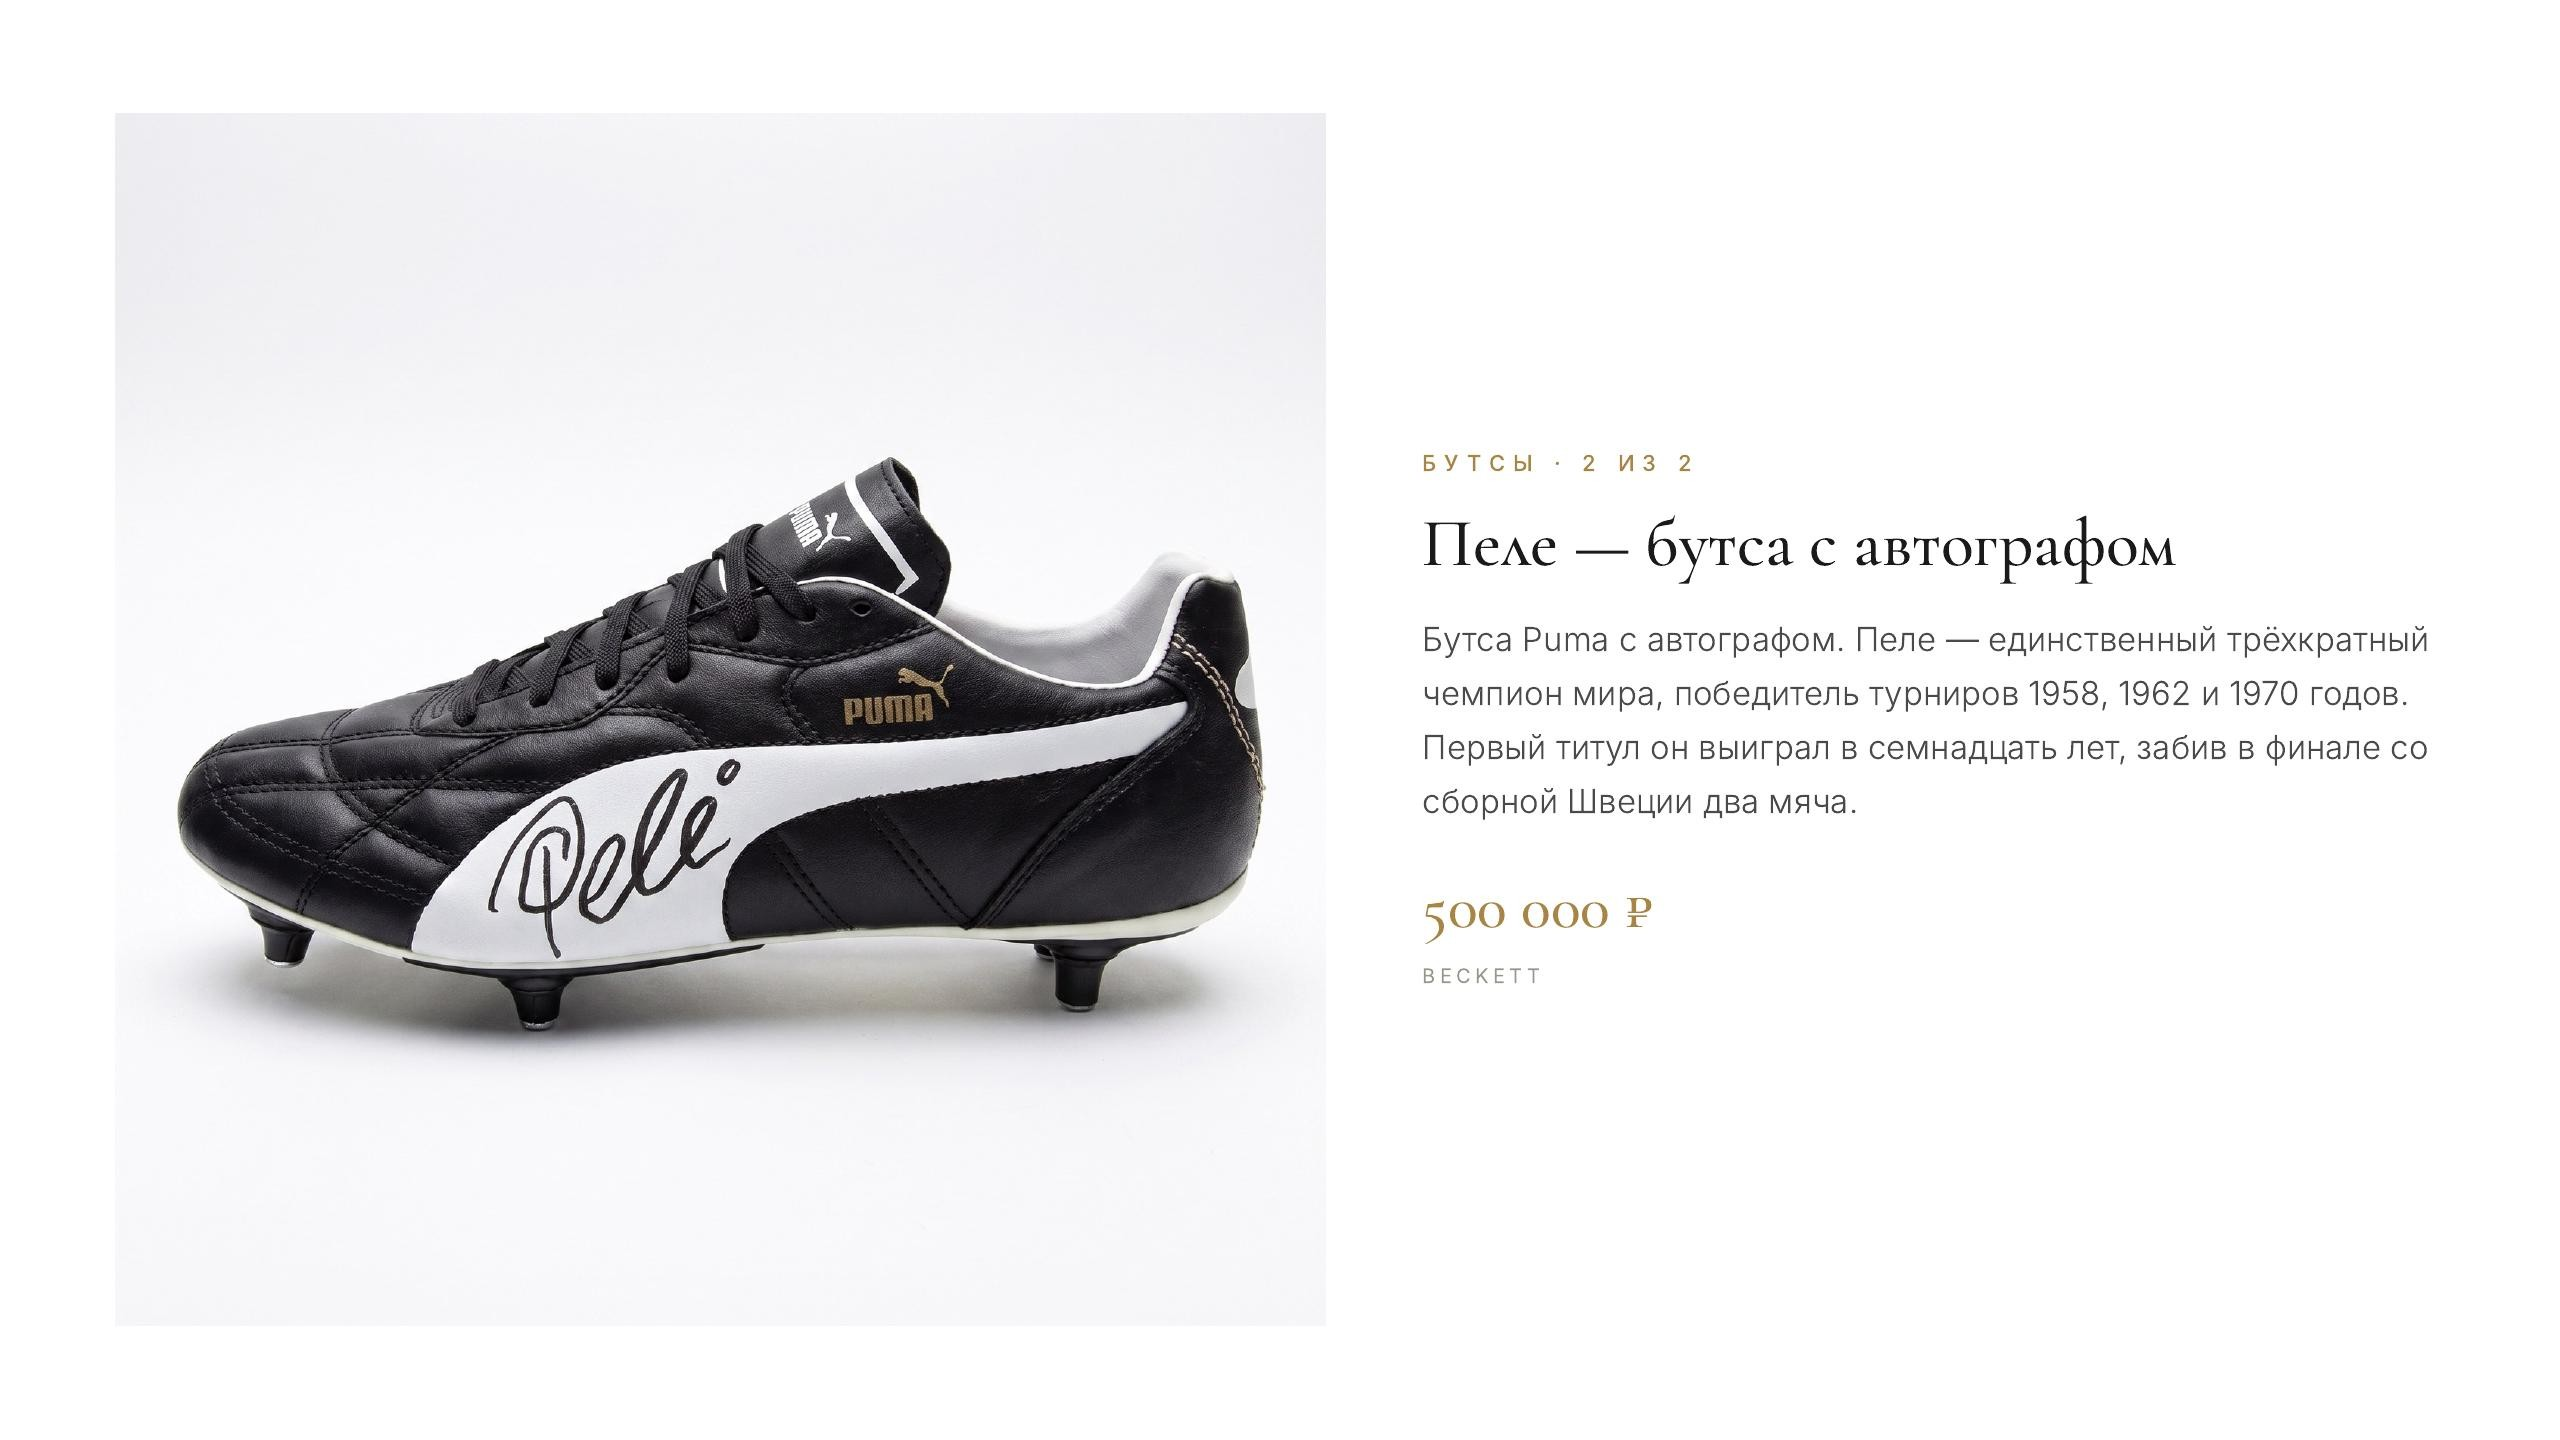 PUMA
PUMA
Pelé
БУТСЫ · 2 ИЗ 2
Пеле — бутса с автографом
Бутса Puma с автографом. Пеле — единственный трёхкратный
чемпион мира, победитель турниров 1958, 1962 и 1970 годов.
Первый титул он выиграл в семнадцать лет, забив в финале со
сборной Швеции два мяча.
500 000 ₽
BECKETT